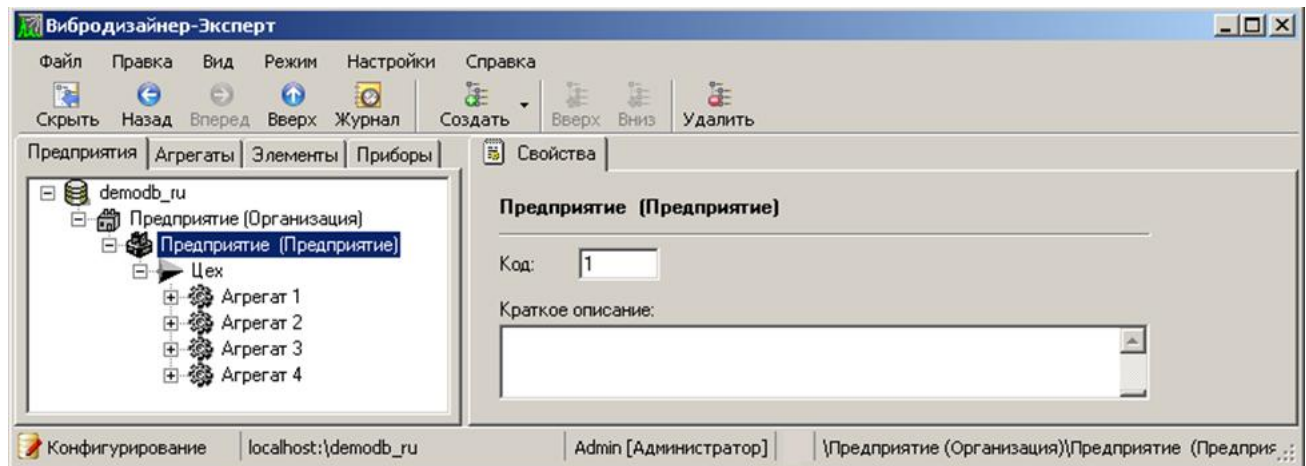 Вибродизайнер-Эксперт
Файл Правка Вид Режим Настройки Справка
Скрыть Назад Вперед Вверх Журнал Создать Вверх Вниз Удалить
Предприятия Агрегаты Элементы Приборы Свойства
demodb_ru
Предприятие (Организация)
Предприятие (Предприятие)
Цех
Агрегат 1
Агрегат 2
Агрегат 3
Агрегат 4
Предприятие (Предприятие)
Код: 1
Краткое описание:
Конфигурирование localhost:\demodb_ru Admin [Администратор] \Предприятие (Организация)\Предприятие (Предприя